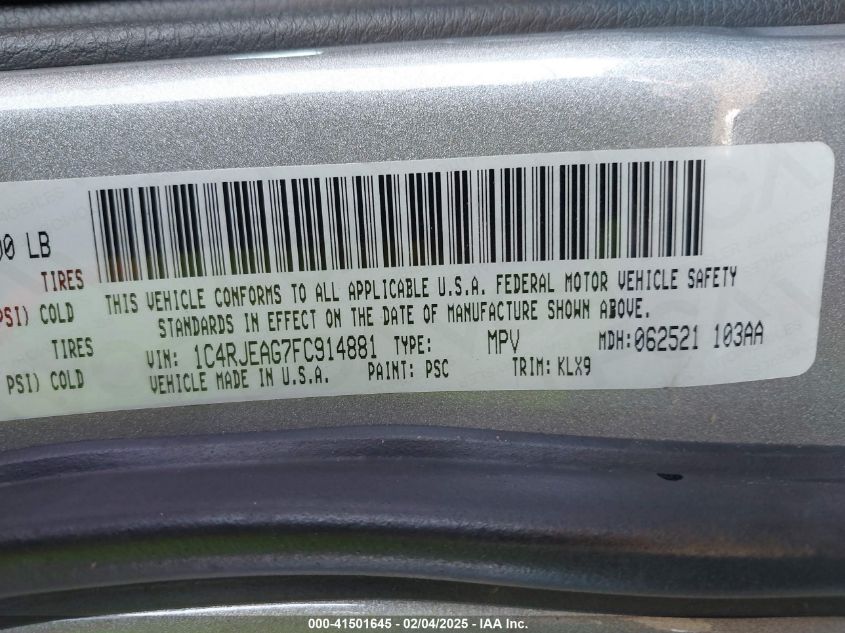 00 LB
TIRES
PSI) COLD
TIRES
PSI) COLD
THIS VEHICLE CONFORMS TO ALL APPLICABLE U.S.A. FEDERAL MOTOR VEHICLE SAFETY
STANDARDS IN EFFECT ON THE DATE OF MANUFACTURE SHOWN ABOVE.
VIN: 1C4RJEAG7FC914881 TYPE: MPV MDH: 062521 103AA
VEHICLE MADE IN U.S.A. PAINT: PSC TRIM: KLX9
000-41501645 - 02/04/2025 - IAA Inc.